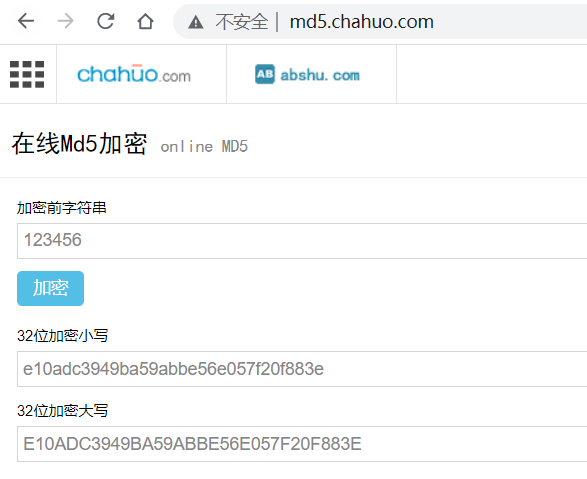 不安全 | md5.chahuo.com
chahuo.com
AB abshu.com
在线Md5加密 online MD5
加密前字符串
123456
加密
32位加密小写
e10adc3949ba59abbe56e057f20f883e
32位加密大写
E10ADC3949BA59ABBE56E057F20F883E